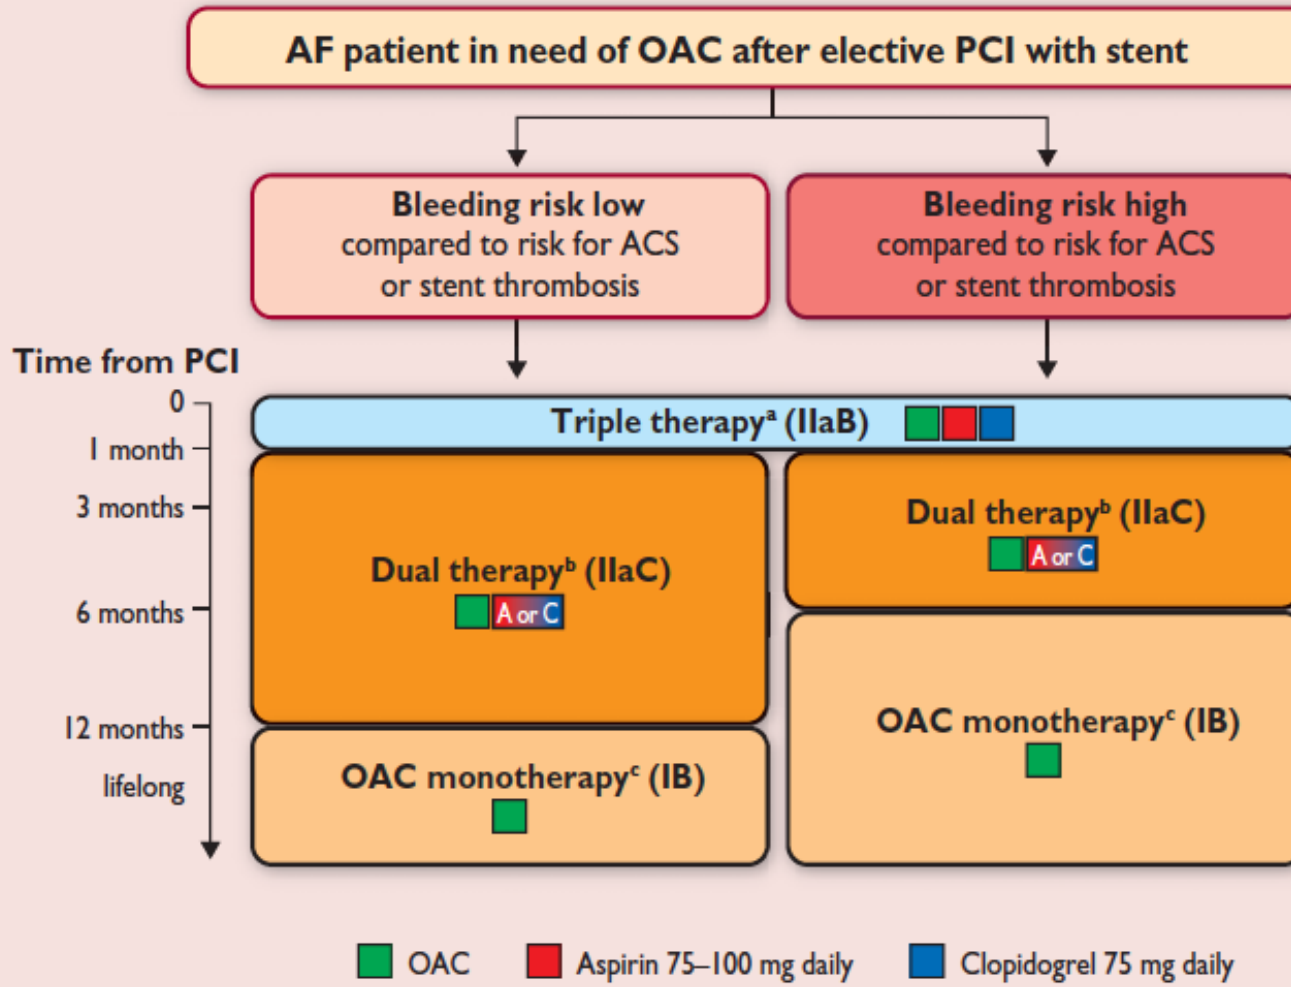 AF patient in need of OAC after elective PCI with stent
Bleeding risk low
compared to risk for ACS
or stent thrombosis
Bleeding risk high
compared to risk for ACS
or stent thrombosis
Time from PCI
0
1 month
3 months
6 months
12 months
lifelong
Triple therapyᵃ (IIaB)
Dual therapyᵇ (IIaC)
A or C
Dual therapyᵇ (IIaC)
A or C
OAC monotherapyᶜ (IB)
OAC monotherapyᶜ (IB)
OAC
Aspirin 75–100 mg daily
Clopidogrel 75 mg daily